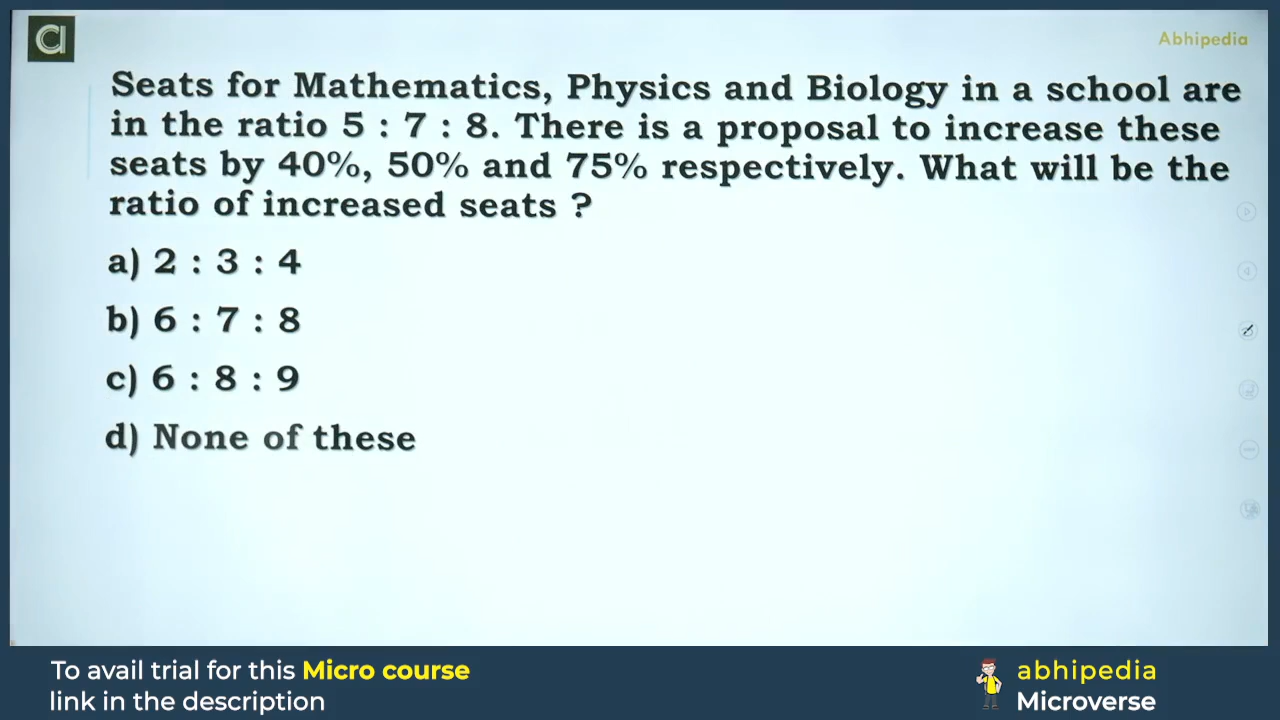 Abhipedia
Seats for Mathematics, Physics and Biology in a school are
in the ratio 5 : 7 : 8. There is a proposal to increase these
seats by 40%, 50% and 75% respectively. What will be the
ratio of increased seats ?
a) 2 : 3 : 4
b) 6 : 7 : 8
c) 6 : 8 : 9
d) None of these
To avail trial for this Micro course
link in the description
abhipedia
Microverse